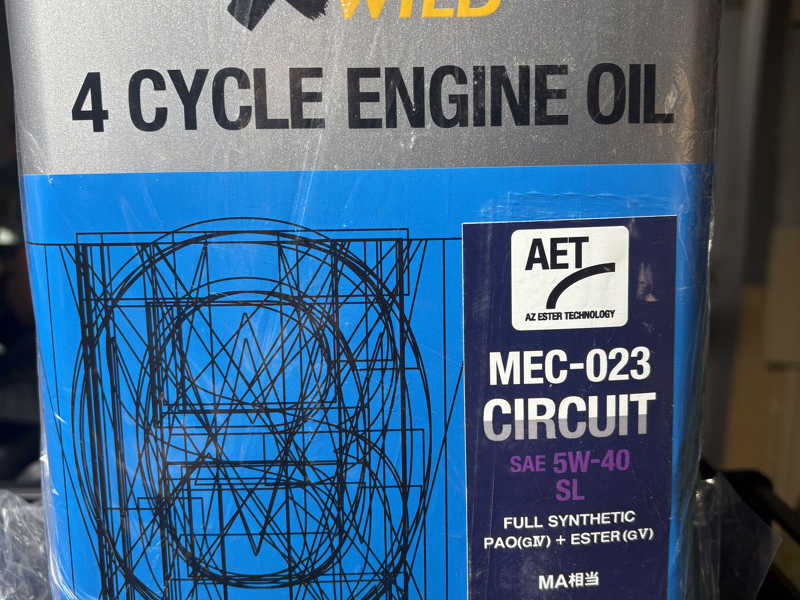 WILD
4 CYCLE ENGINE OIL
AET
AZ ESTER TECHNOLOGY
MEC-023
CIRCUIT
SAE 5W-40
SL
FULL SYNTHETIC
PAO(GⅣ) + ESTER(GⅤ)
MA相当